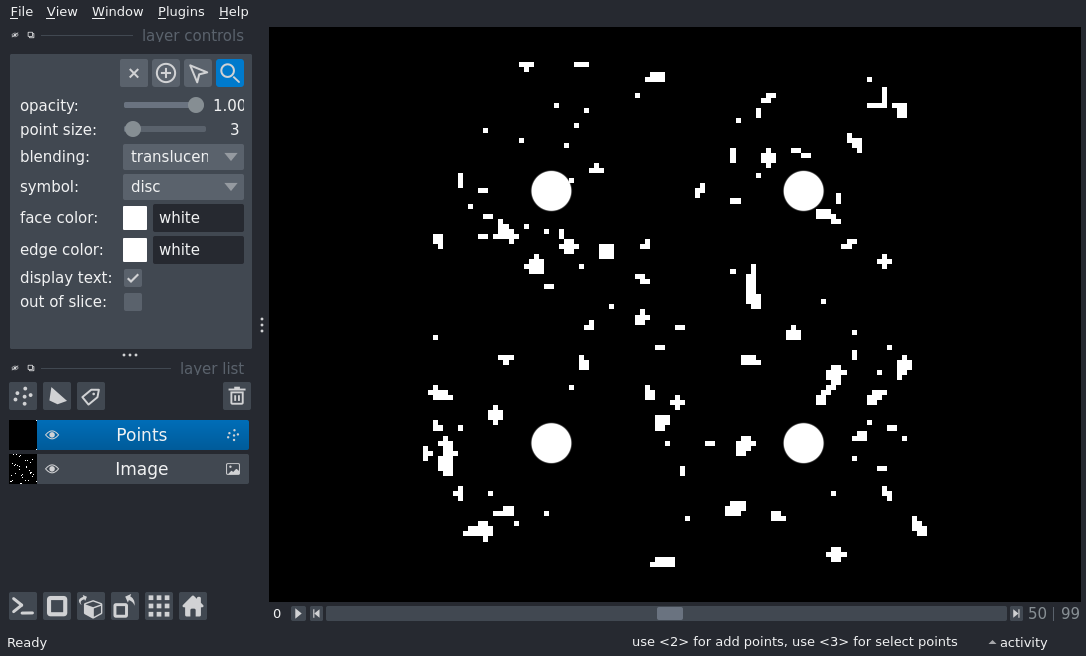 File View Window Plugins Help
layer controls
opacity: 1.00
point size: 3
blending: translucen
symbol: disc
face color: white
edge color: white
display text:
out of slice:
layer list
Points
Image
0 50 99
Ready use <2> for add points, use <3> for select points activity